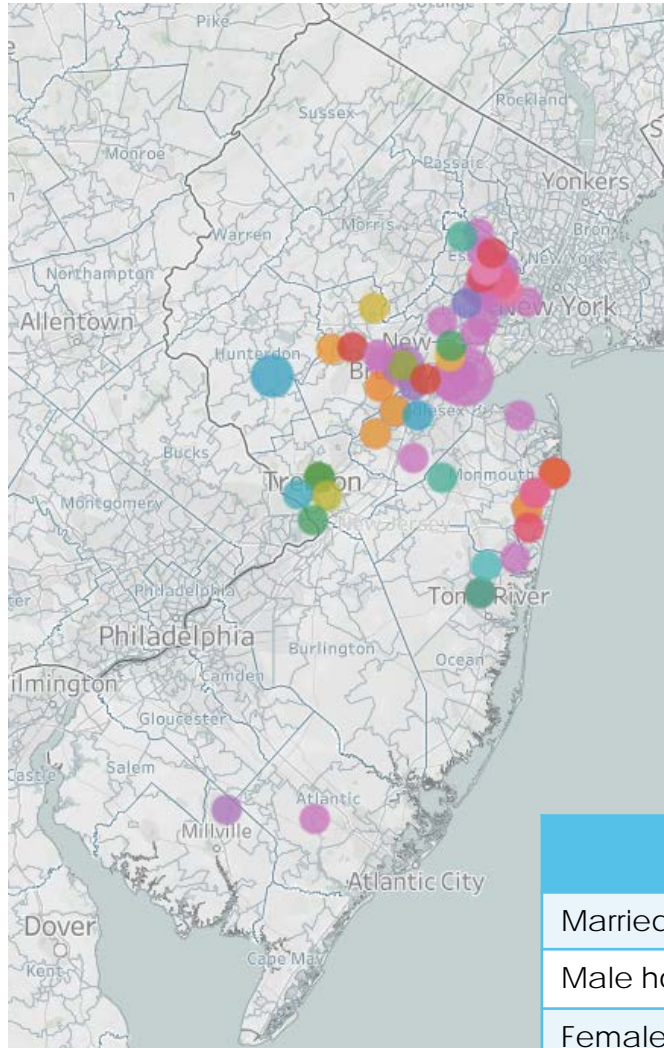 Pike
Sussex
Rockland
Monroe
Passaic
Yonkers
Morris
Bronx
Warren
New York
Northampton
New York
Allentown
New
Hunterdon
Br
dlesex
Bucks
Trenton
Monmouth
Montgomery
New Jersey
Philadelphia
Tom River
Philadelphia
Burlington
Ocean
ilmington
Camden
Gloucester
Castle
Salem
Atlantic
Millville
Atlantic City
Married
Dover
Male ho
Cape May
Kent
Female